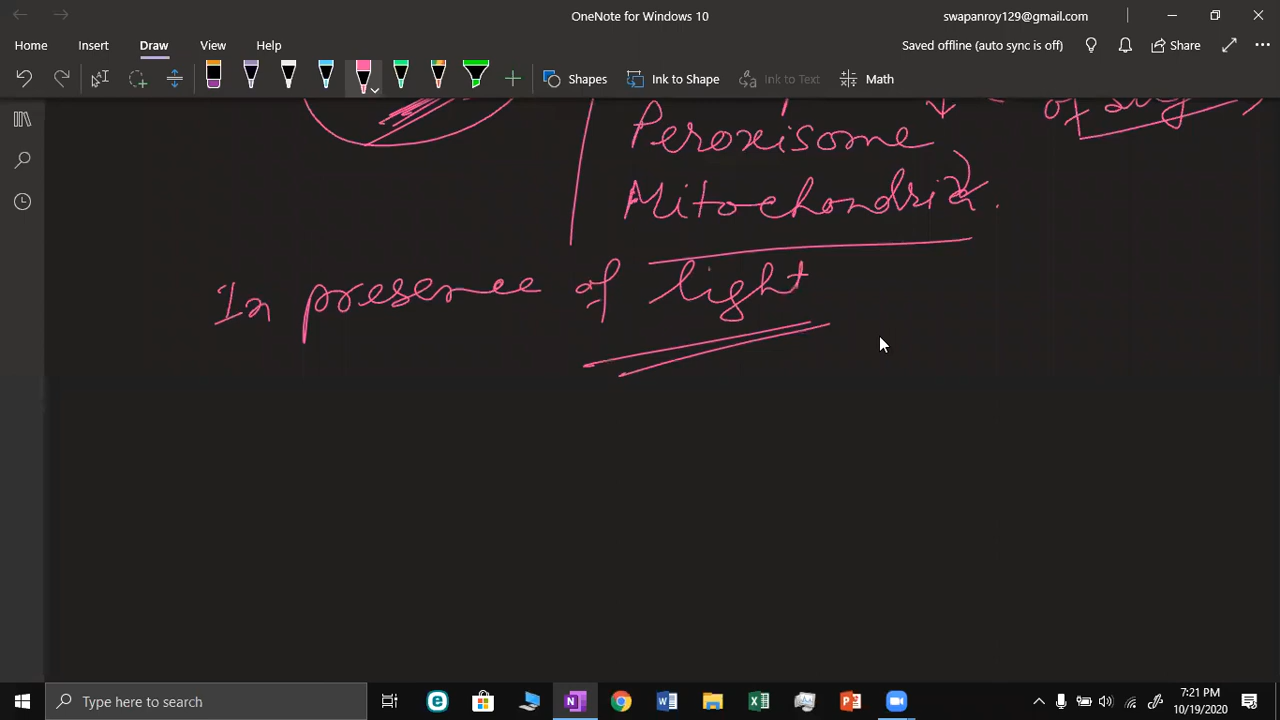 OneNote for Windows 10
swapanroy129@gmail.com
Home
Insert
Draw
View
Help
Saved offline (auto sync is off)
Share
Shapes
Ink to Shape
Ink to Text
Math
of
Peroxisome
Mitochondria.
In presence of light
Type here to search
7:21 PM
10/19/2020